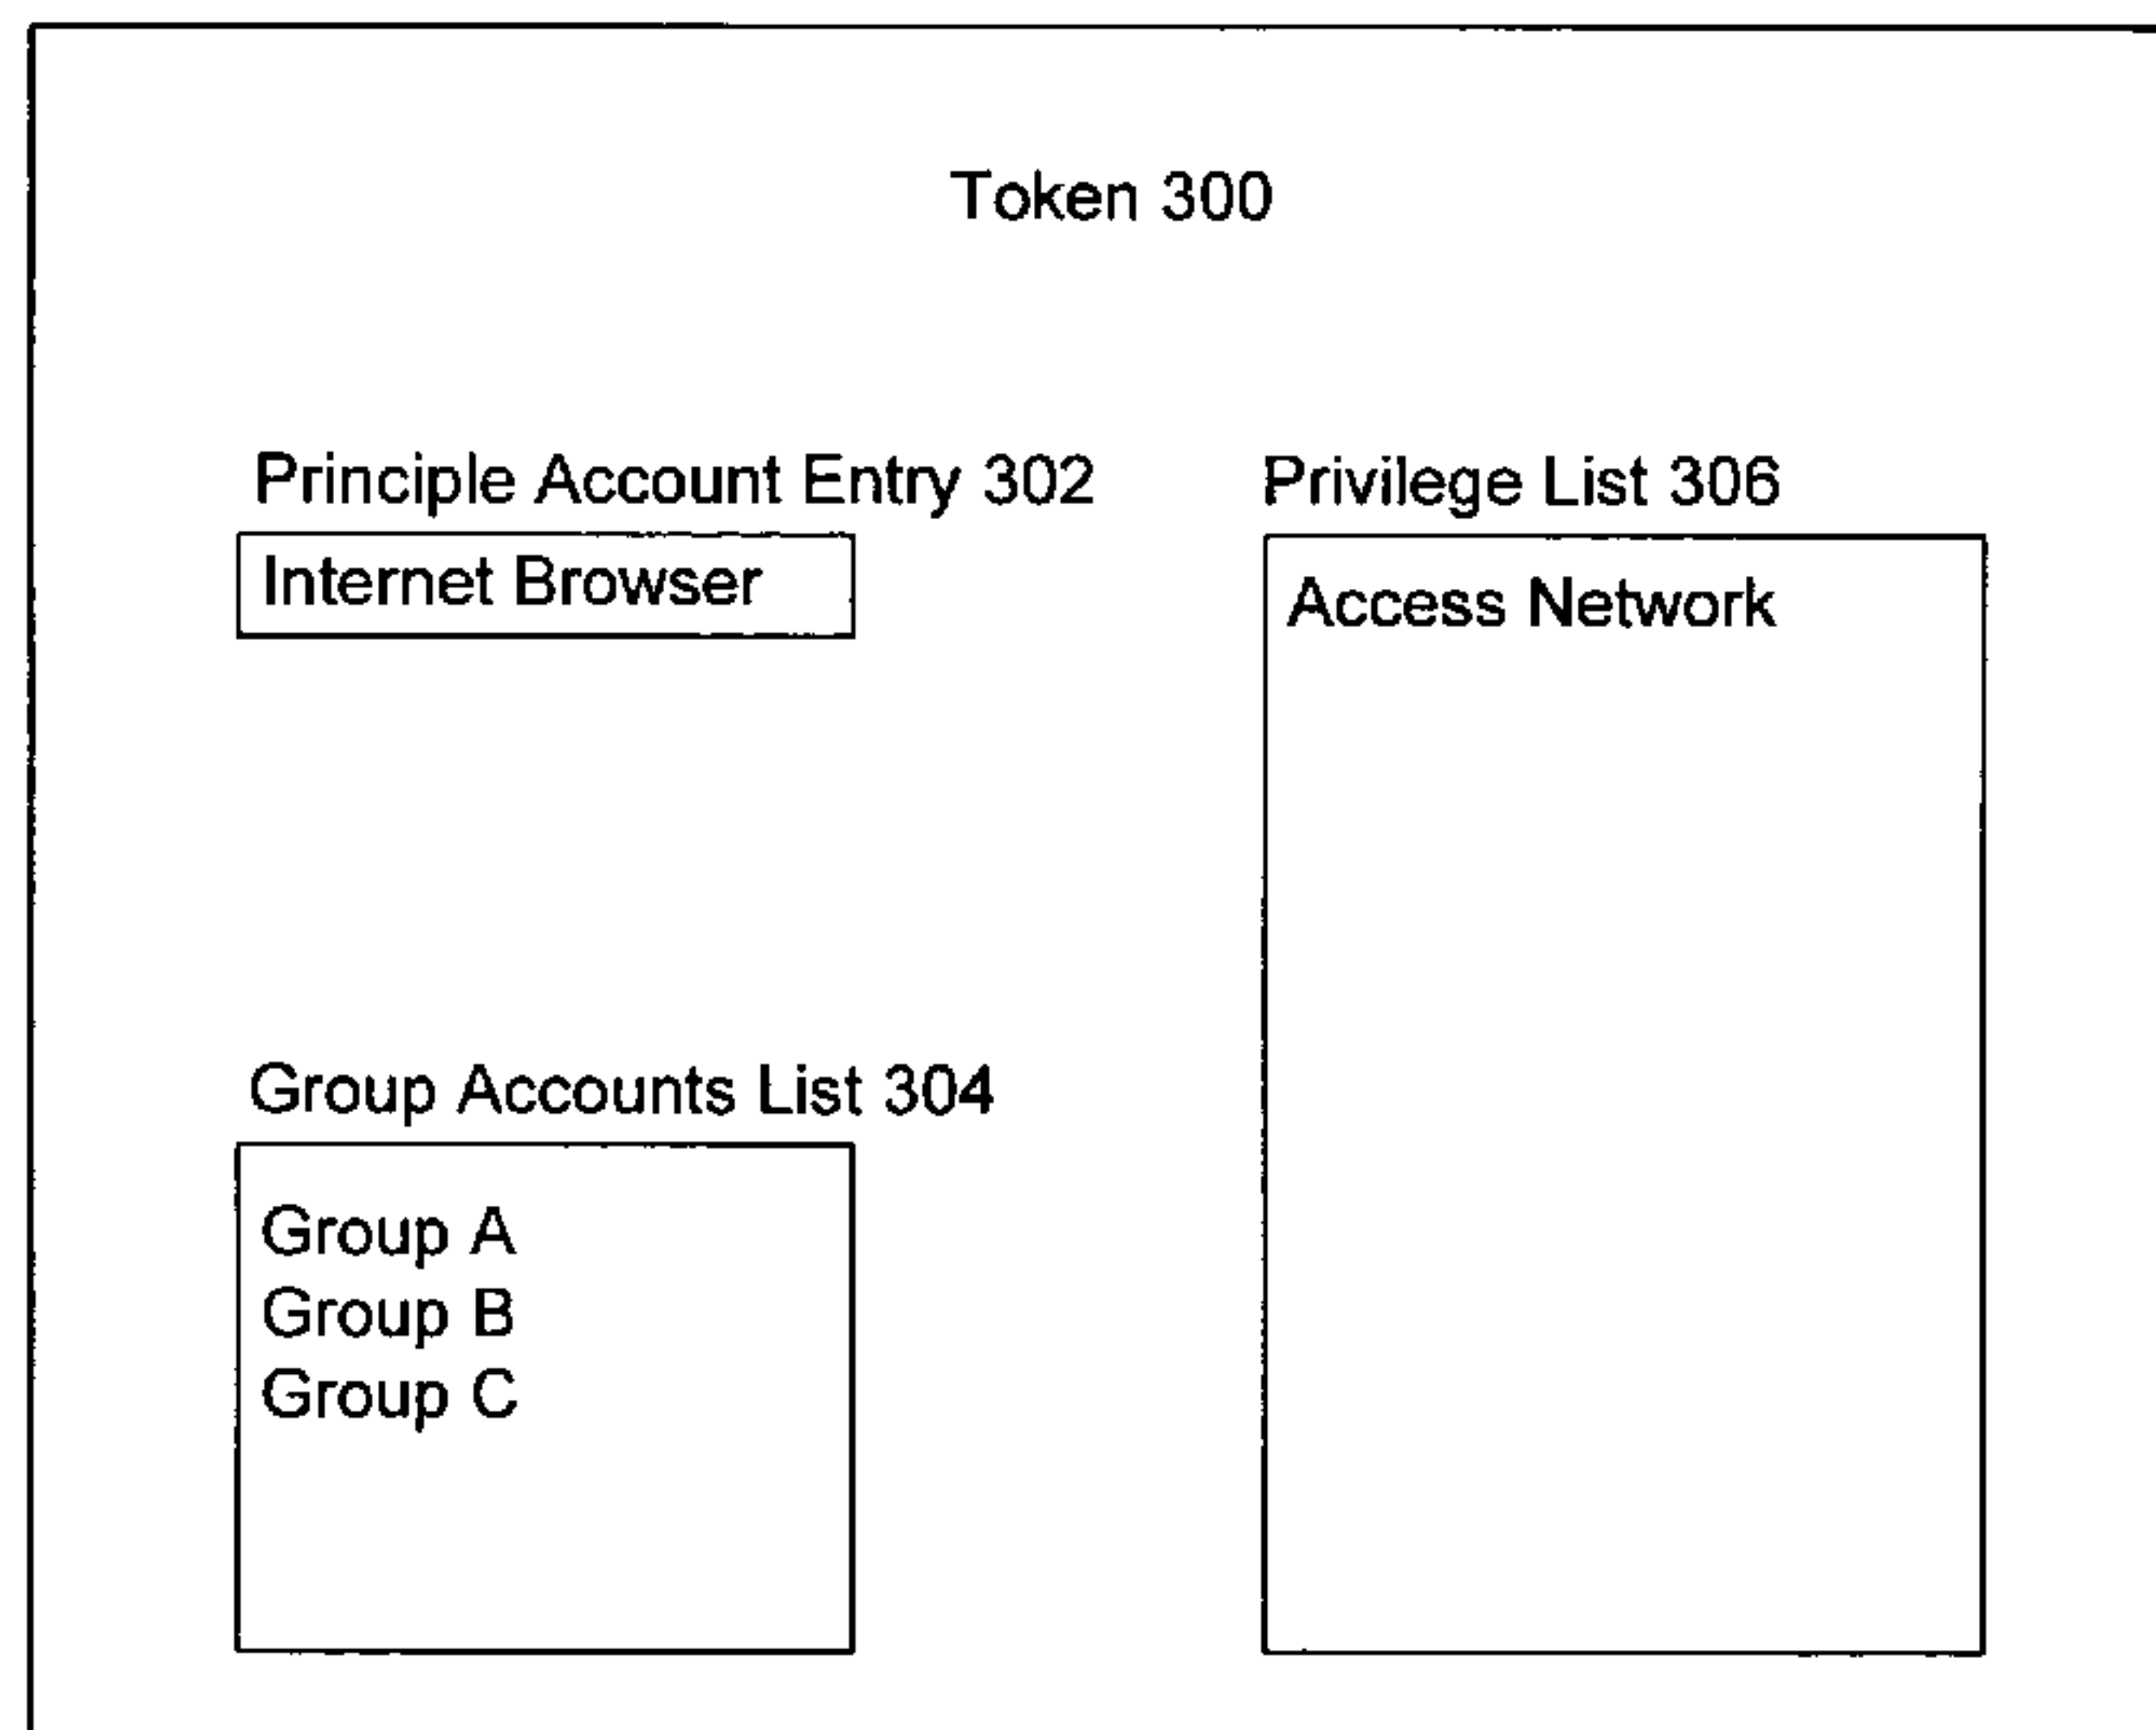 Token 300
Principle Account Entry 302
Internet Browser
Privilege List 306
Access Network
Group Accounts List 304
Group A
Group B
Group C